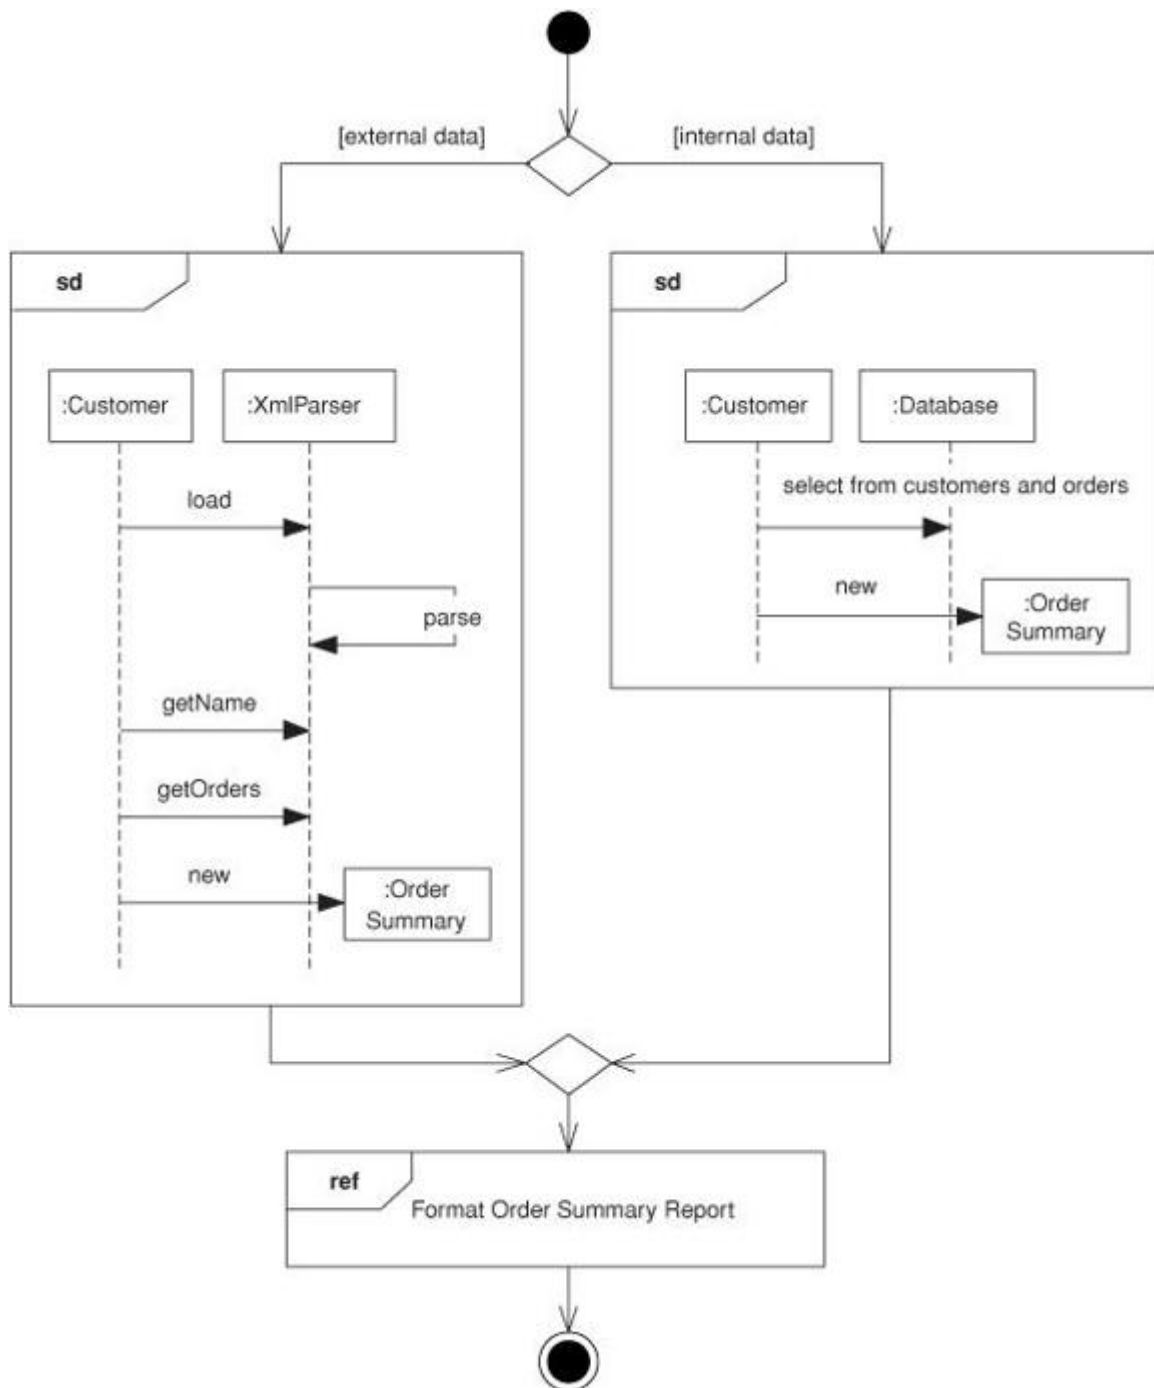 [external data]
[internal data]
sd
:Customer
:XmlParser
load
parse
getName
getOrders
new
:Order
Summary
sd
:Customer
:Database
select from customers and orders
new
:Order
Summary
ref
Format Order Summary Report